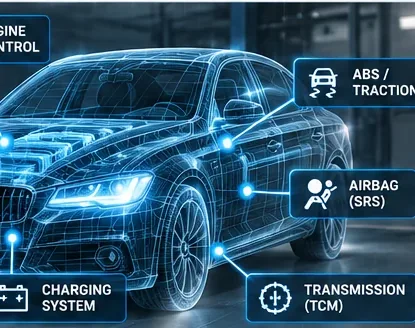 GINE
NTROL
ABS /
TRACTION
AIRBAG
(SRS)
CHARGING
SYSTEM
TRANSMISSION
(TCM)